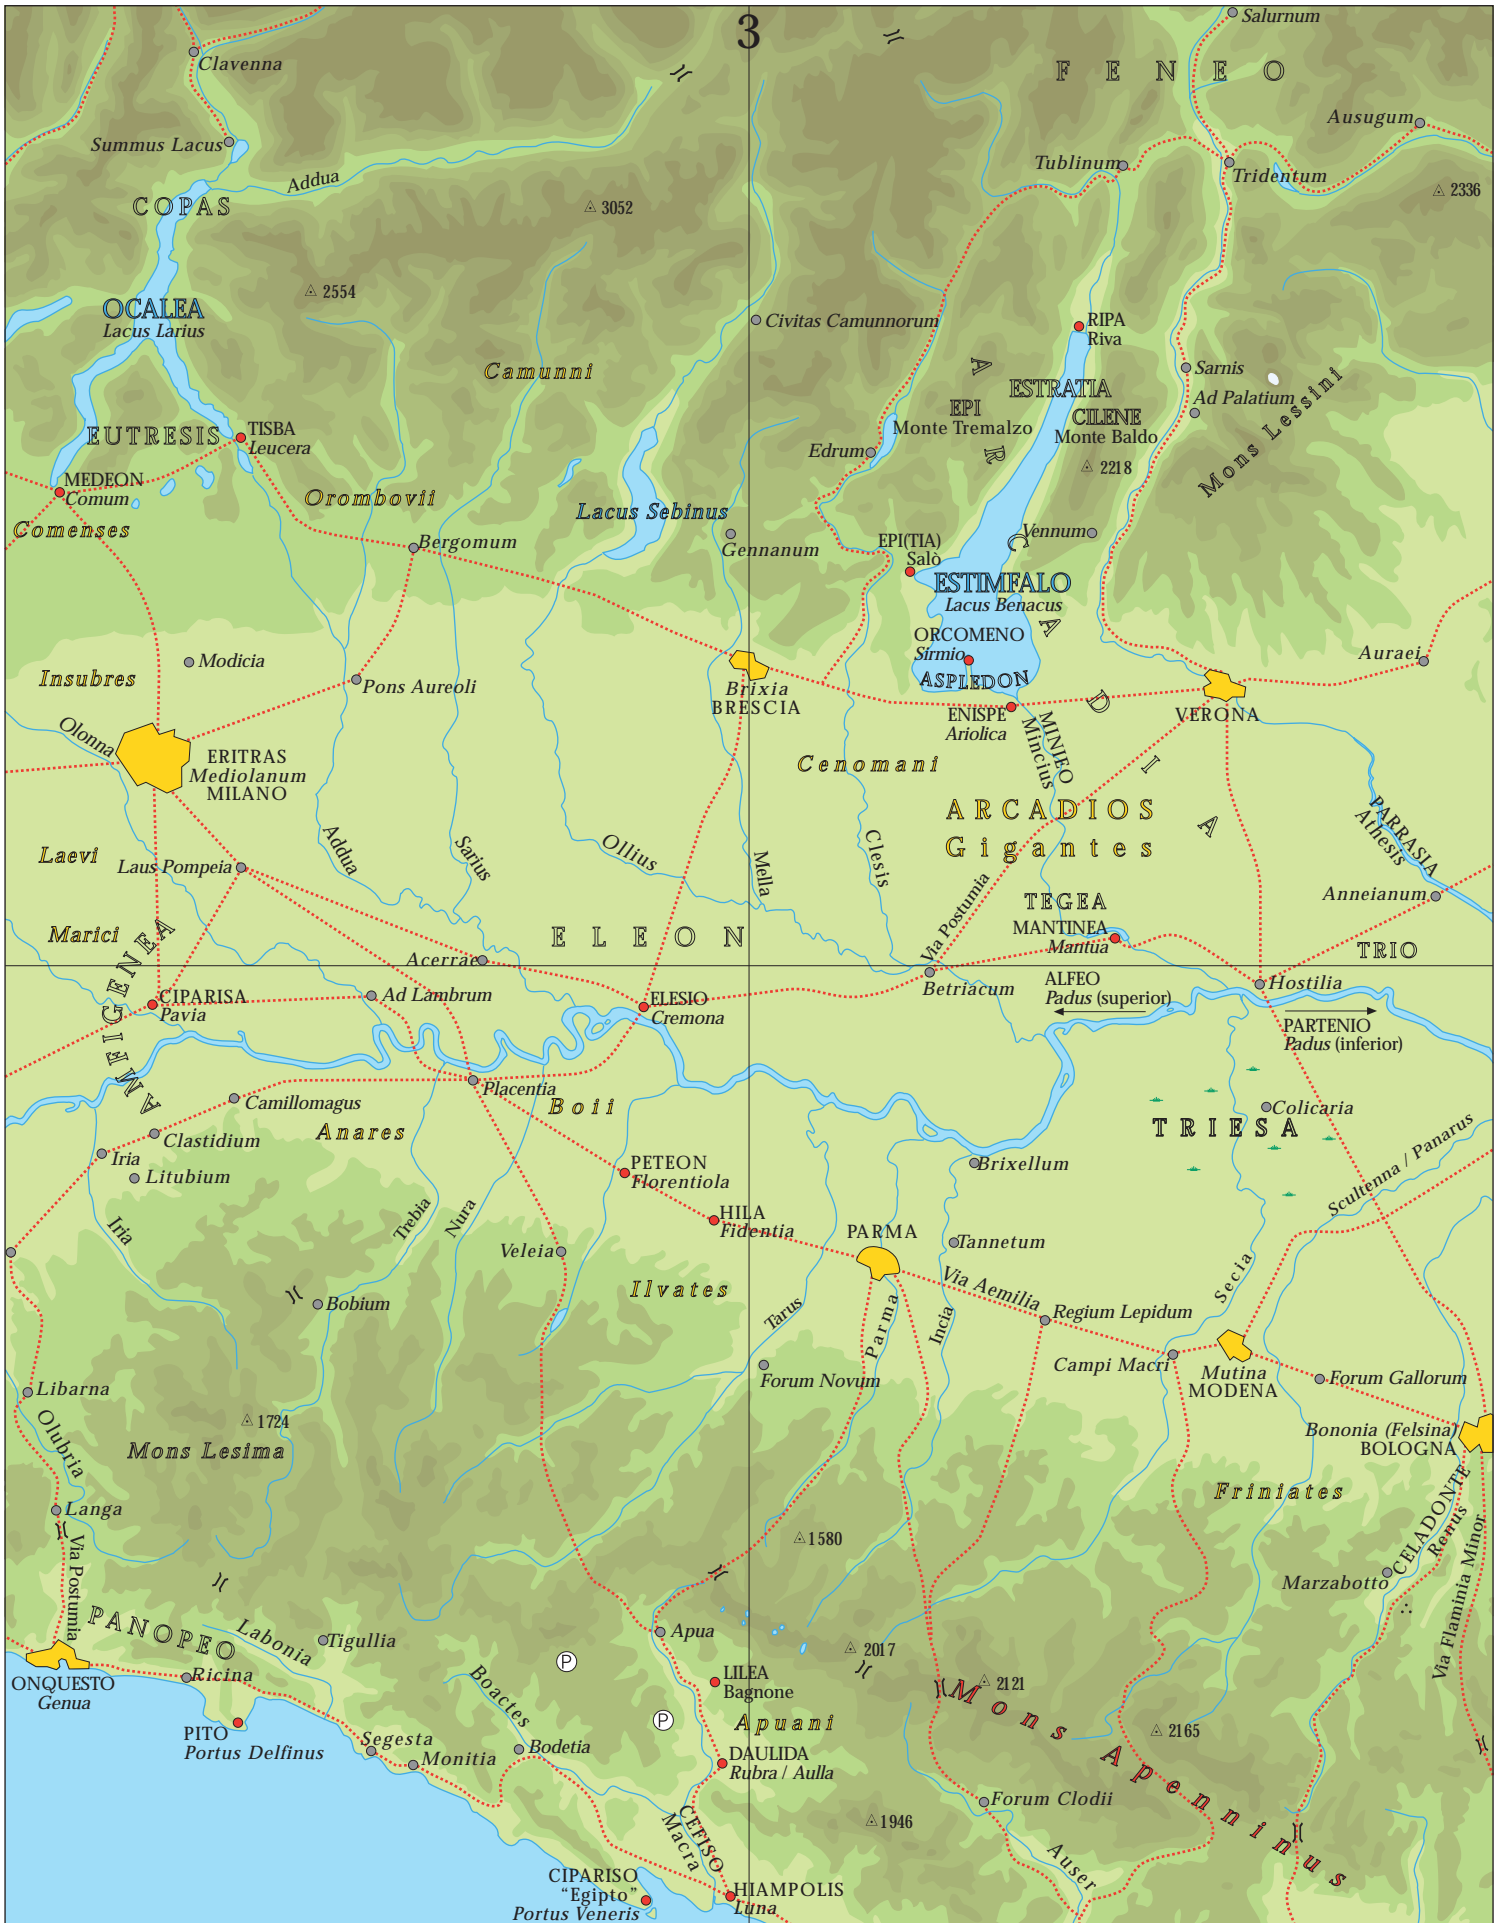 3
Salurnum
Clavenna
FENEO
Ausugum
Summus Lacus
Tublinum
Tridentum
Addua
2336
COPAS
3052
2554
OCALEA
Lacus Larius
Civitas Camunnorum
RIPA
Riva
Camunni
Sarnis
ESTRATIA
Ad Palatium
EPI
Monte Tremalzo
CILENE
Monte Baldo
Mons Lessini
ARCADIA
EUTRESIS
TISBA
Leucera
Edrum
2218
MEDEON
Comum
Orombovii
Lacus Sebinus
Comenses
Bergomum
Gennanum
EPI(TIA)
Salò
Vennum
ESTIMFALO
Lacus Benacus
ORCOMENO
Sirmio
ASPLEDON
Auraei
Modicia
Insubres
Pons Aureoli
Brixia
BRESCIA
ENISPE
Ariolica
MINIEO
Mincius
VERONA
Olonna
ERITRAS
Mediolanum
MILANO
Cenomani
ARCADIOS
Gigantes
PARRASIA
Athesis
Laevi
Laus Pompeia
Addua
Sarius
Ollius
Mella
Clesis
Via Postumia
TEGEA
MANTINEA
Mantua
Anneianum
Marici
AMFIGENEA
ELEON
Acerrae
TRIO
Betriacum
ALFEO
Padus (superior)
Hostilia
PARTENIO
Padus (inferior)
CIPARISA
Pavia
Ad Lambrum
ELESIO
Cremona
Placentia
Boii
Camillomagus
Anares
Clastidium
Iria
Litubium
Colicaria
TRIESA
Brixellum
PETEON
Florentiola
Scultenna / Panarus
HILA
Fidentia
PARMA
Tannetum
Iria
Trebia
Nura
Veleia
Ilvates
Bobium
Tarus
Parma
Incia
Via Aemilia
Regium Lepidum
Secia
Campi Macri
Mutina
MODENA
Forum Gallorum
Forum Novum
Libarna
Olubria
1724
Mons Lesima
Bononia (Felsina)
BOLOGNA
Friniates
Langa
Via Postumia
1580
CELADONTE
Renus
Marzabotto
Via Flaminia Minor
PANOPEO
Labonia
Tigullia
Apua
2017
ONQUESTO
Genua
Ricina
P
LILEA
Bagnone
2121
Mons Apenninus
Boactes
P
Apuani
2165
PITO
Portus Delfinus
Segesta
Monitia
Bodetia
DAULIDA
Rubra / Aulla
Forum Clodii
CEFISO
Macra
1946
Auser
CIPARISO
“Egipto”
Portus Veneris
HIAMPOLIS
Luna